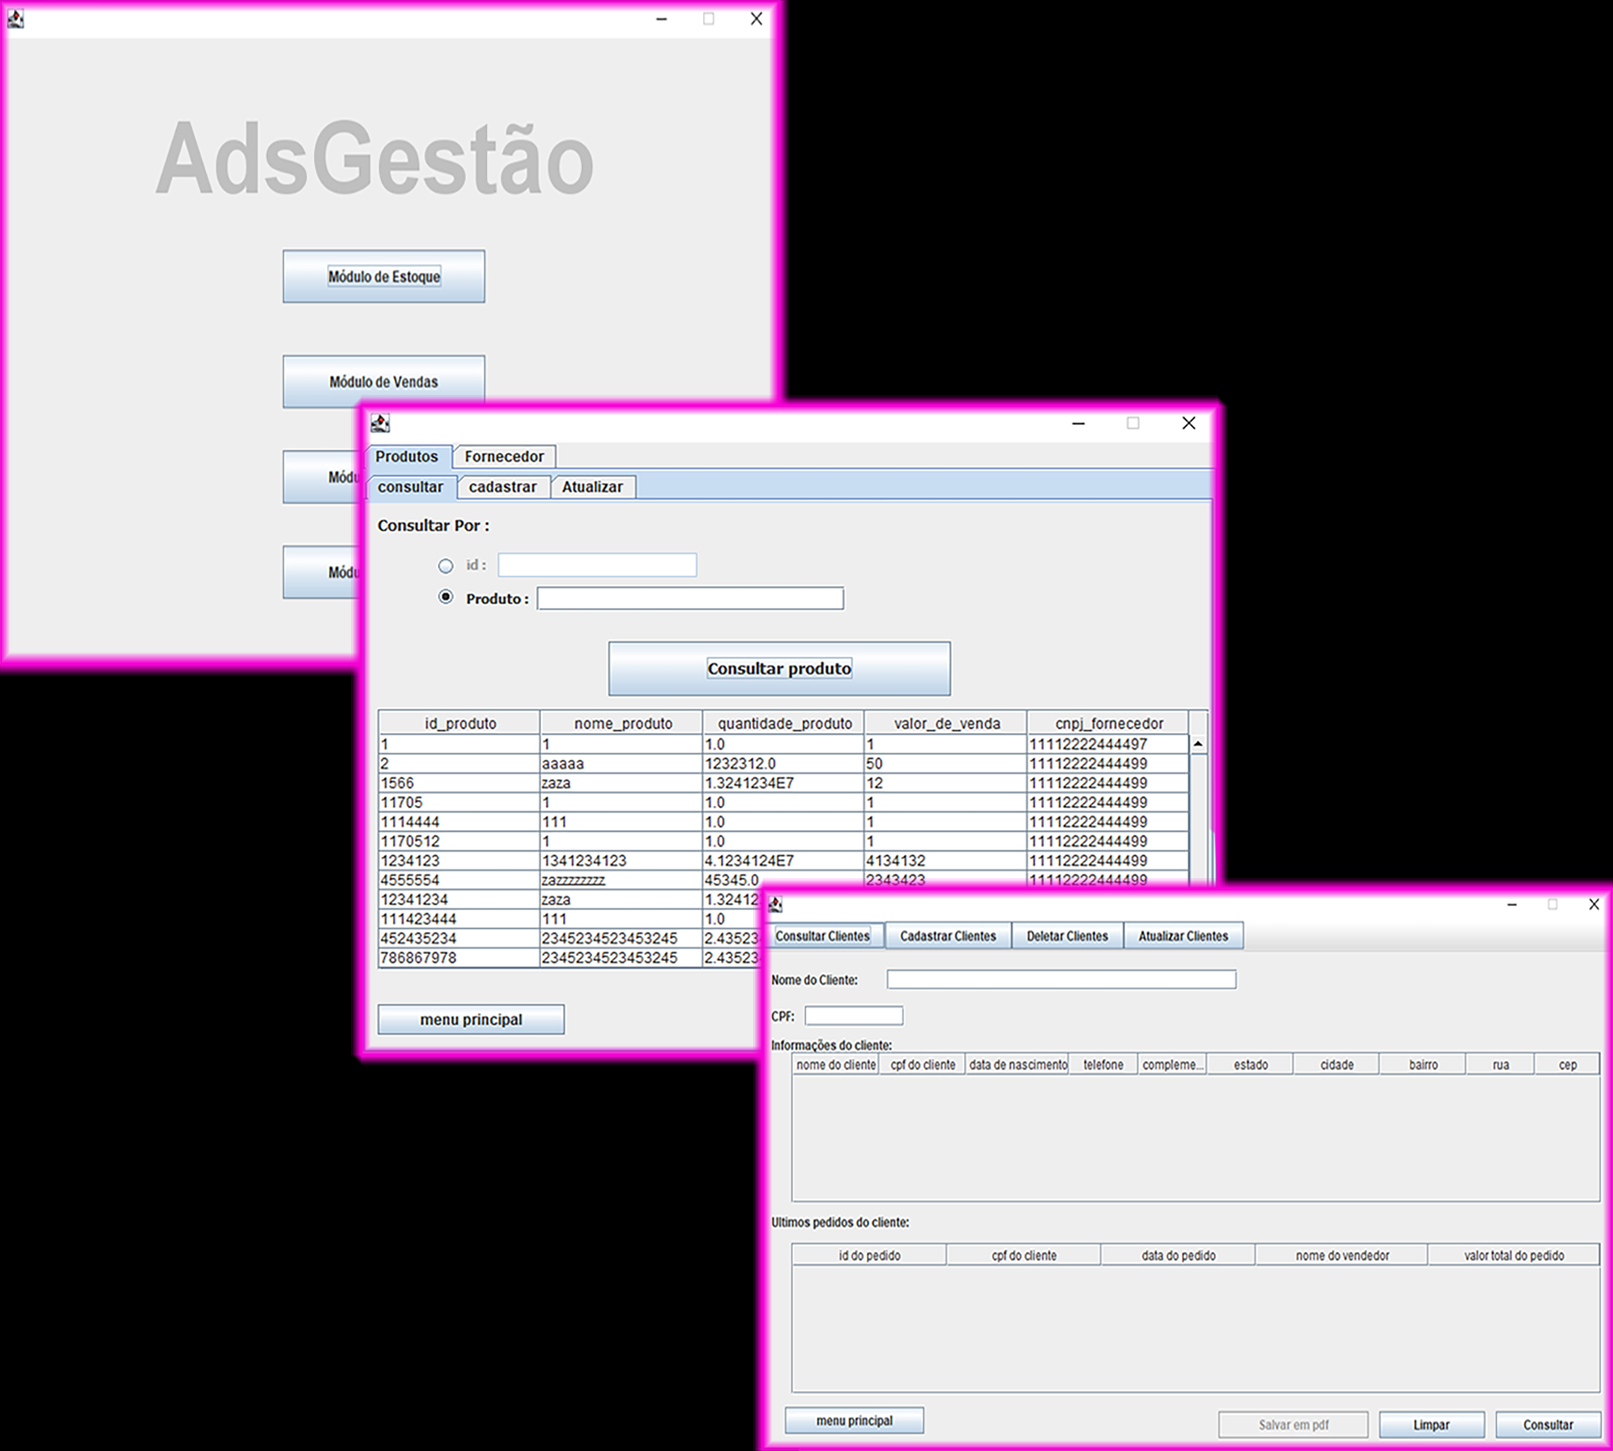 AdsGestão
Módulo de Estoque
Módulo de Vendas
Produtos Fornecedor
consultar cadastrar Atualizar
Consultar Por :
id :
Produto :
Consultar produto
id_produto nome_produto quantidade_produto valor_de_venda cnpj_fornecedor
1 1 1.0 1 11112222444497
2 aaaaa 1232312.0 50 11112222444499
1566 zaza 1.3241234E7 12 11112222444499
11705 1 1.0 1 11112222444499
1114444 111 1.0 1 11112222444499
1170512 1 1.0 1 11112222444499
1234123 1341234123 4.1234124E7 4134132 11112222444499
4555554 zazzzzzzzz 45345.0 2343423 11112222444499
12341234 zaza 1.32412
111423444 111 1.0
452435234 2345234523453245 2.43523
786867978 2345234523453245 2.43523
menu principal
Consultar Clientes Cadastrar Clientes Deletar Clientes Atualizar Clientes
Nome do Cliente:
CPF:
Informações do cliente:
nome do cliente cpf do cliente data de nascimento telefone compleme... estado cidade bairro rua cep
Ultimos pedidos do cliente:
id do pedido cpf do cliente data do pedido nome do vendedor valor total do pedido
menu principal Salvar em pdf Limpar Consultar